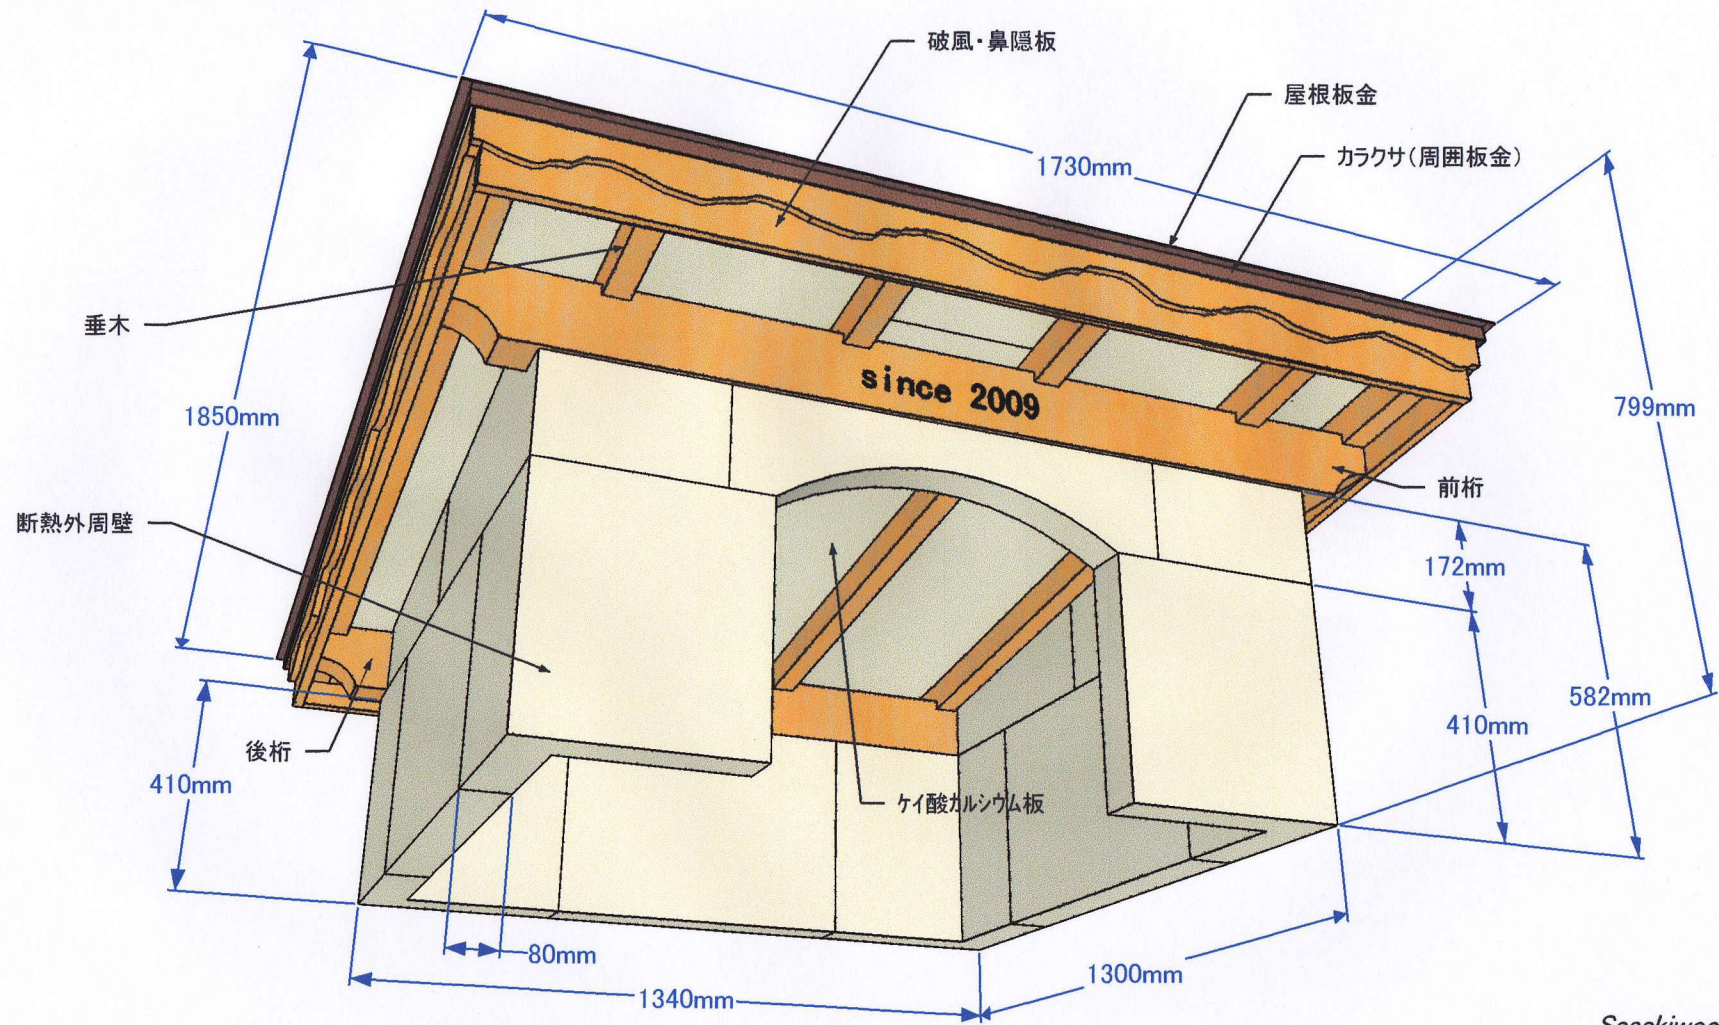 破風・鼻隠板
屋根板金
1730mm
カラクサ(周囲板金)
垂木
1850mm
since 2009
799mm
前桁
断熱外周壁
172mm
582mm
410mm
後桁
410mm
ケイ酸カルシウム板
80mm
1300mm
1340mm